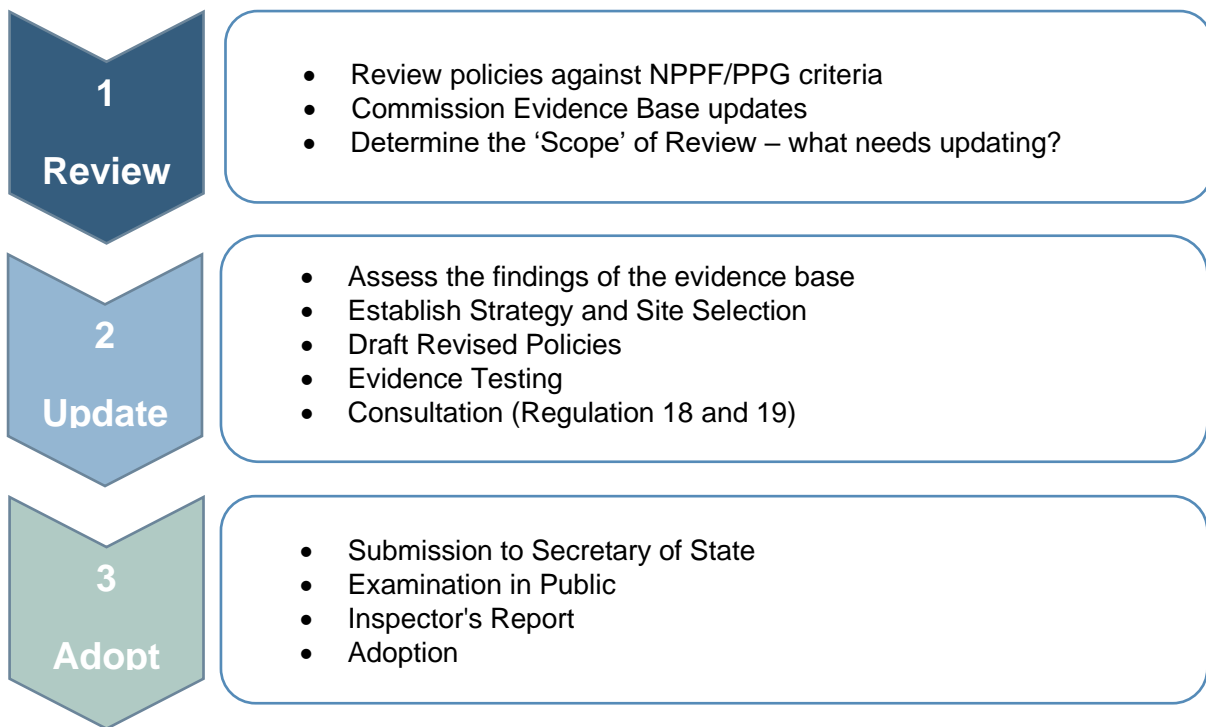 1
Review
• Review policies against NPPF/PPG criteria
• Commission Evidence Base updates
• Determine the ‘Scope’ of Review – what needs updating?
2
Update
• Assess the findings of the evidence base
• Establish Strategy and Site Selection
• Draft Revised Policies
• Evidence Testing
• Consultation (Regulation 18 and 19)
3
Adopt
• Submission to Secretary of State
• Examination in Public
• Inspector's Report
• Adoption